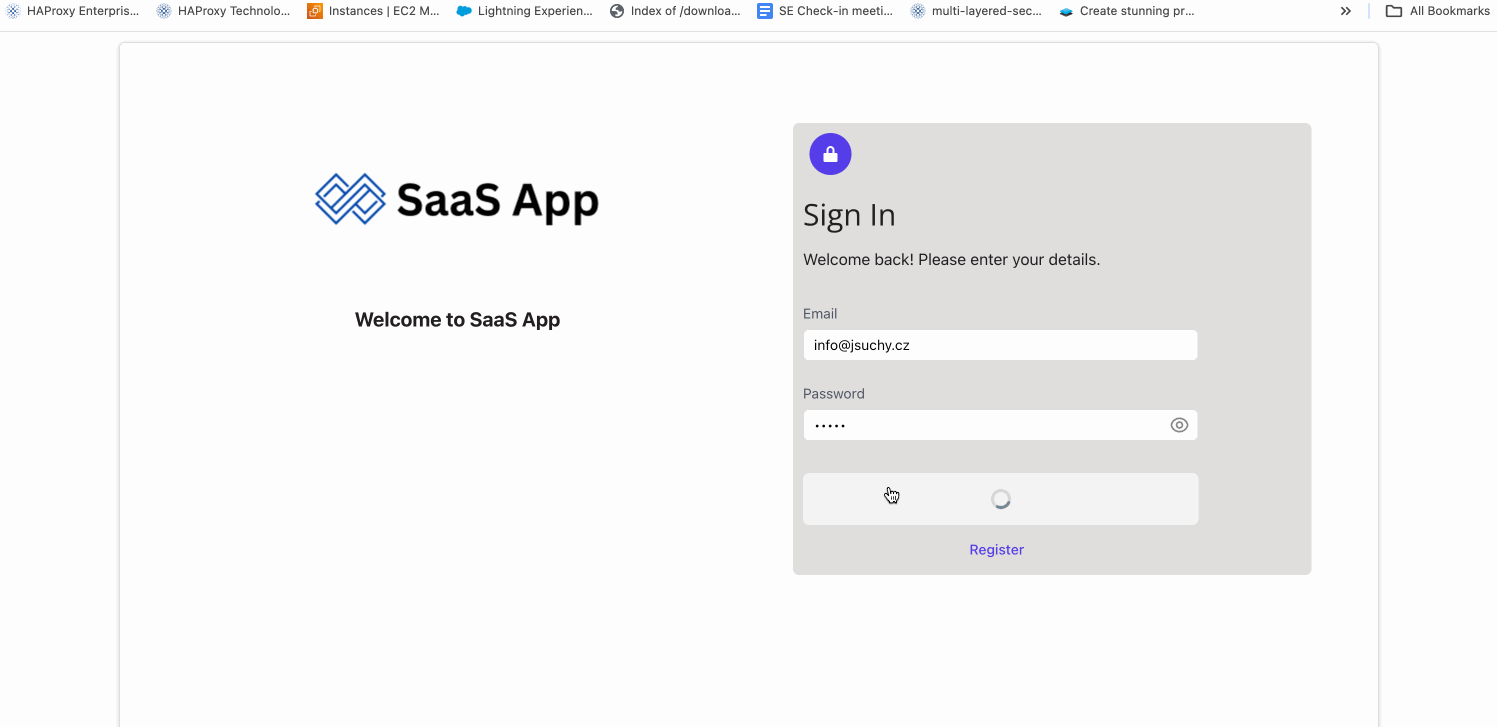 HAProxy Enterpris... HAProxy Technolo... Instances | EC2 M... Lightning Experien... Index of /downloa... SE Check-in meeti... multi-layered-sec... Create stunning pr... » All Bookmarks
SaaS App
Welcome to SaaS App
Sign In
Welcome back! Please enter your details.
Email
info@jsuchy.cz
Password
•••••
Register